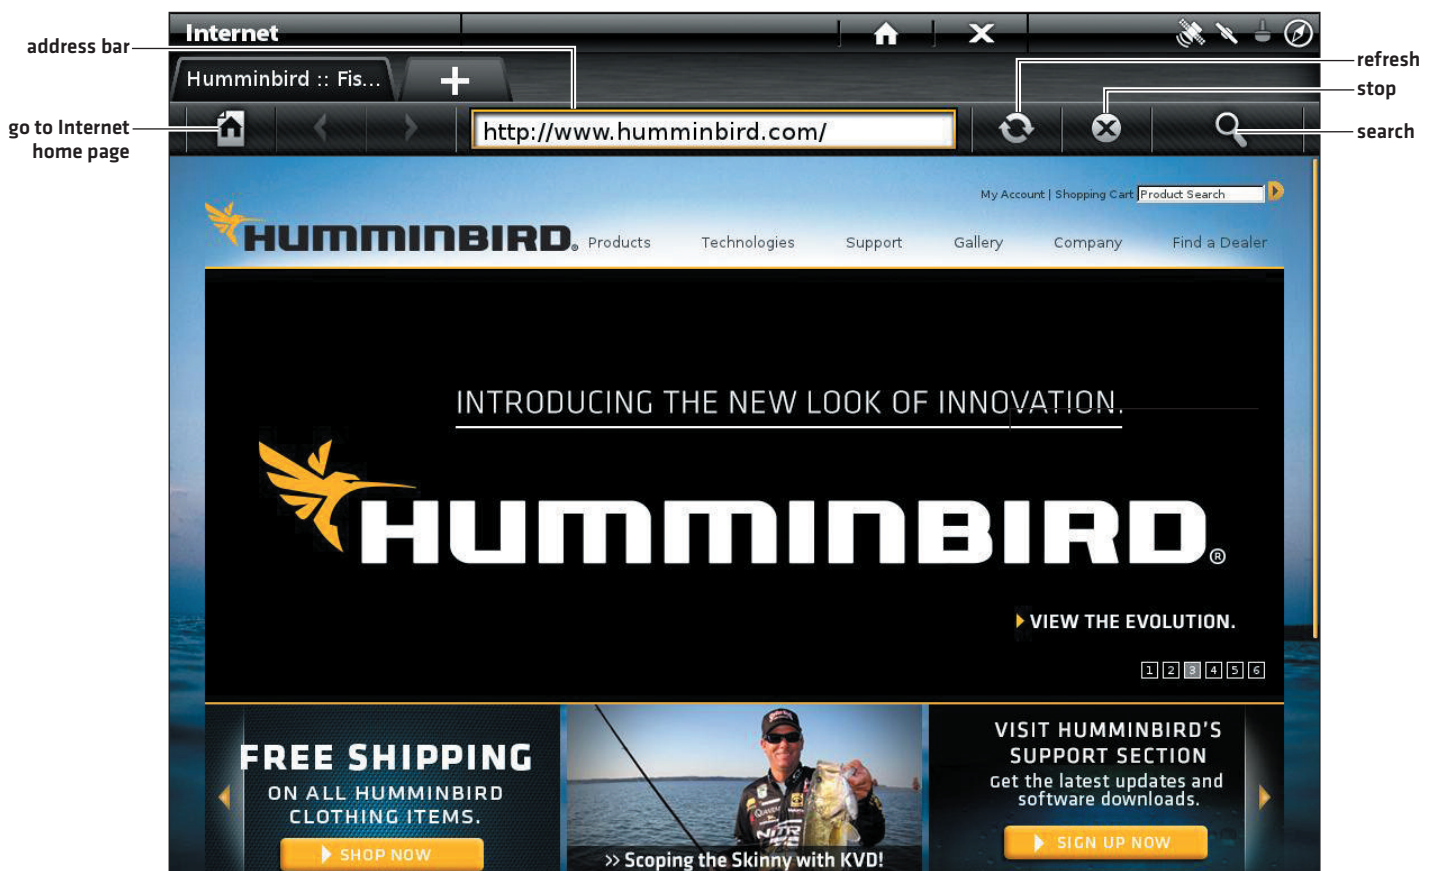 Internet
address bar
refresh
Humminbird :: Fis...
stop
go to Internet
home page
http://www.humminbird.com/
search
My Account | Shopping Cart Product Search
HUMMINBIRD®
Products Technologies Support Gallery Company Find a Dealer
INTRODUCING THE NEW LOOK OF INNOVATION.
HUMMINBIRD®
VIEW THE EVOLUTION.
1 2 3 4 5 6
FREE SHIPPING
ON ALL HUMMINBIRD
CLOTHING ITEMS.
SHOP NOW
>> Scoping the Skinny with KVD!
VISIT HUMMINBIRD'S
SUPPORT SECTION
Get the latest updates and
software downloads.
SIGN UP NOW